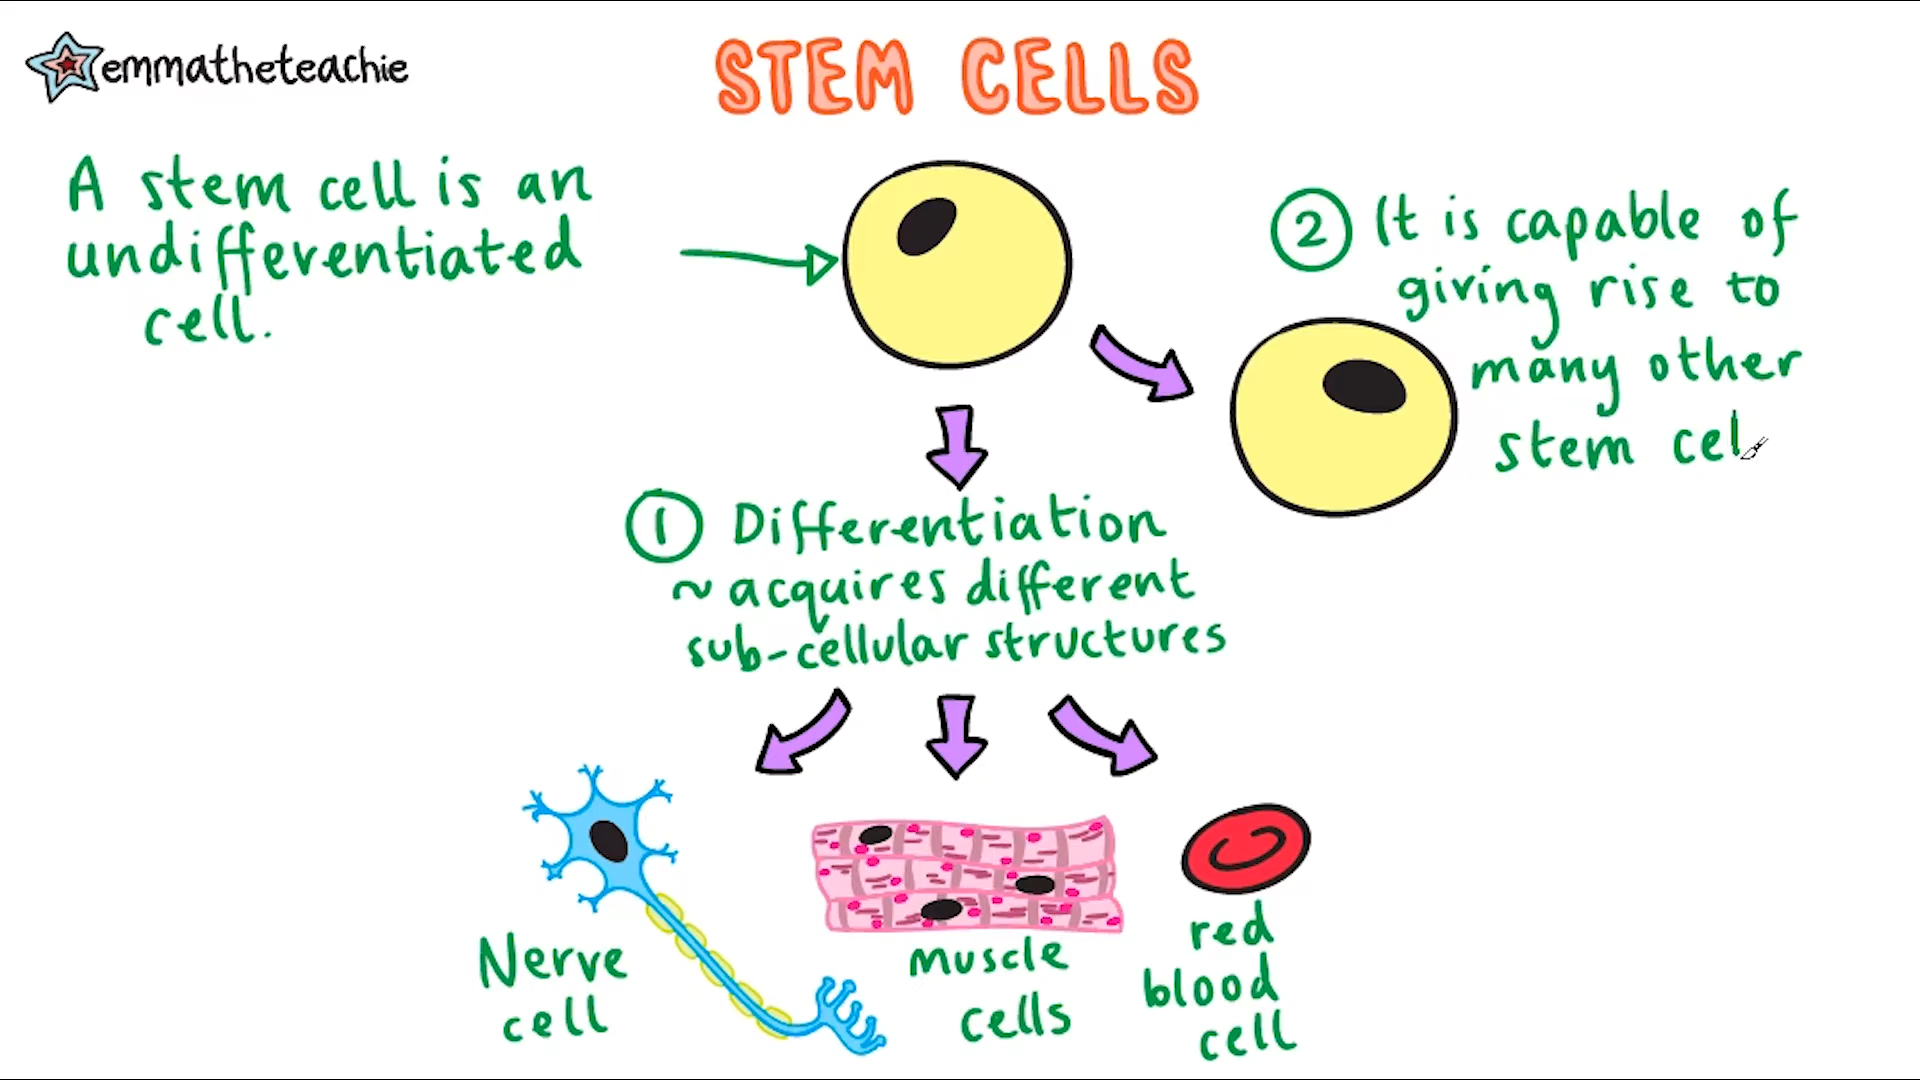 emmatheteachie
STEM CELLS
A stem cell is an
undifferentiated
cell.
2 It is capable of
giving rise to
many other
stem cel
1 Differentiation
~ acquires different
sub-cellular structures
Nerve
cell
muscle
cells
red
blood
cell